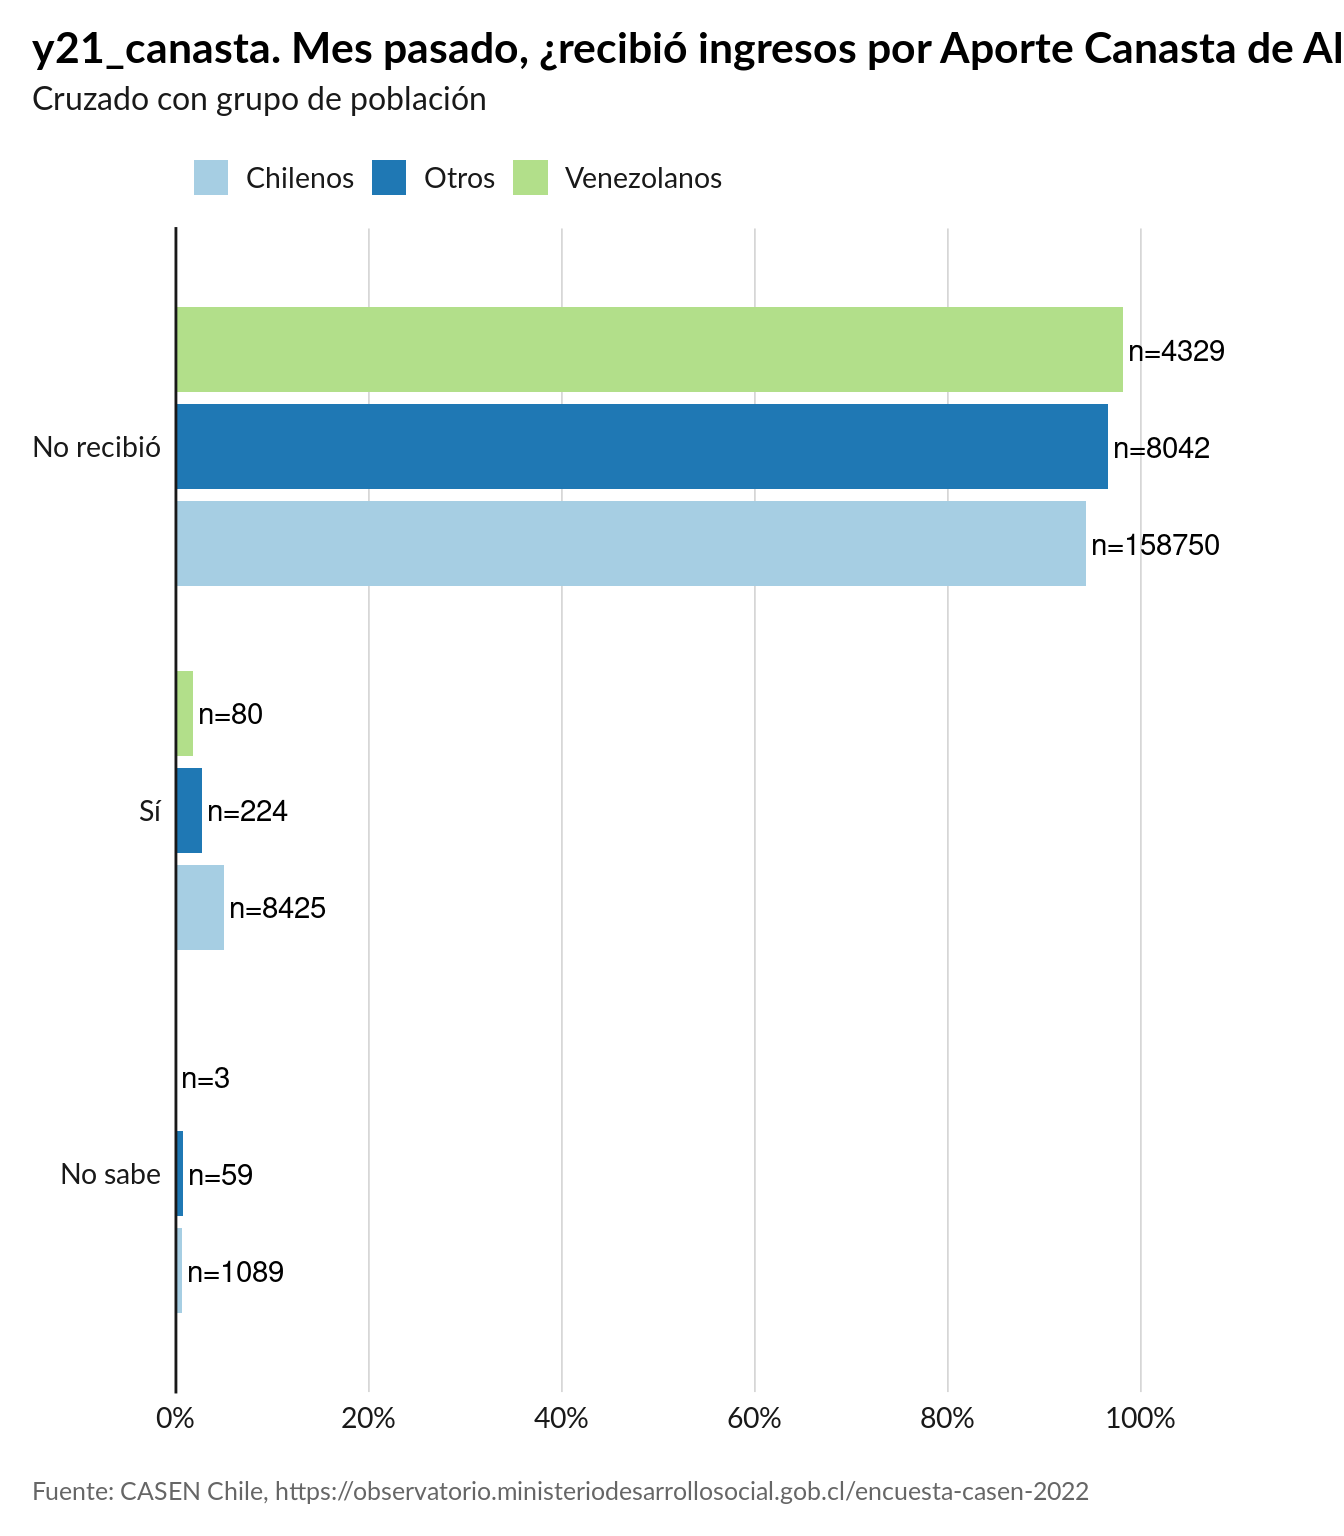 y21_canasta. Mes pasado, ¿recibió ingresos por Aporte Canasta de
Cruzado con grupo de población
Chilenos Otros Venezolanos
n=4329
No recibió n=8042
n=158750
n=80
Sí n=224
n=8425
n=3
No sabe n=59
n=1089
0% 20% 40% 60% 80% 100%
Fuente: CASEN Chile, https://observatorio.ministeriodesarrollosocial.gob.cl/encuesta-casen-2022